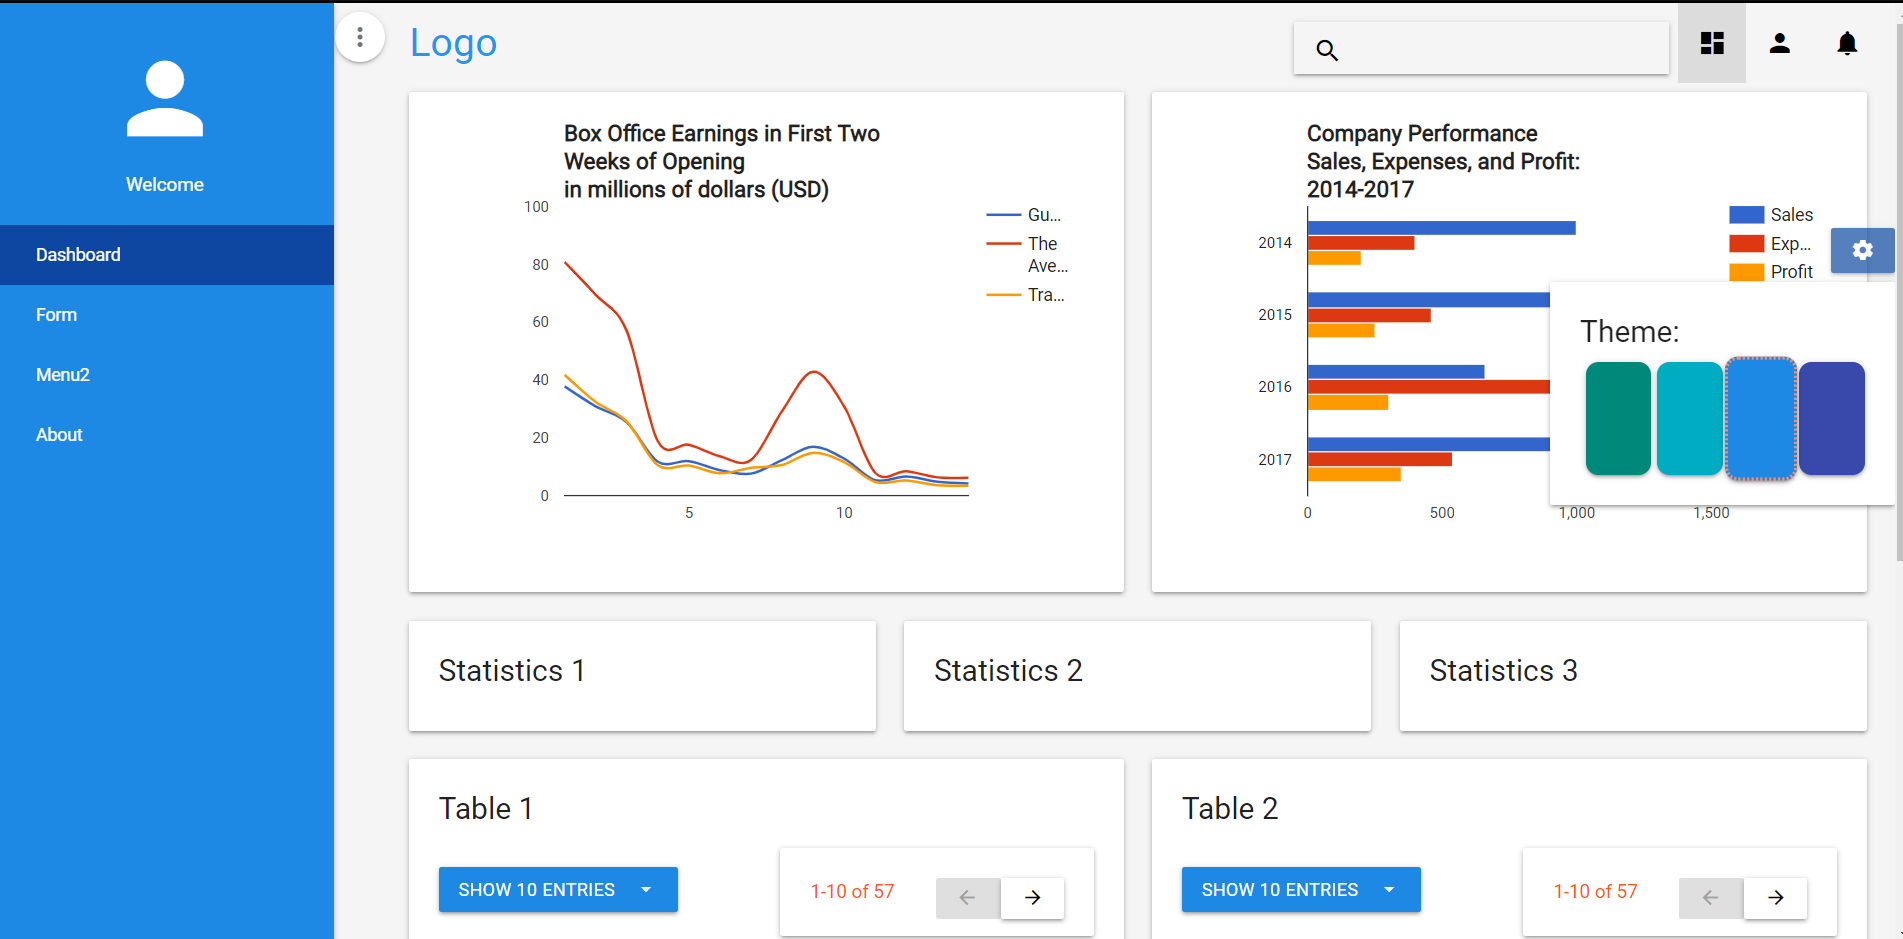 Logo
Welcome
Dashboard
Form
Menu2
About
Box Office Earnings in First Two
Weeks of Opening
in millions of dollars (USD)
100
80
60
40
20
0
5
10
Gu...
The
Ave...
Tra...
Company Performance
Sales, Expenses, and Profit:
2014-2017
2014
2015
2016
2017
0
500
1,000
1,500
Sales
Exp...
Profit
Theme:
Statistics 1
Statistics 2
Statistics 3
Table 1
SHOW 10 ENTRIES
1-10 of 57
Table 2
SHOW 10 ENTRIES
1-10 of 57